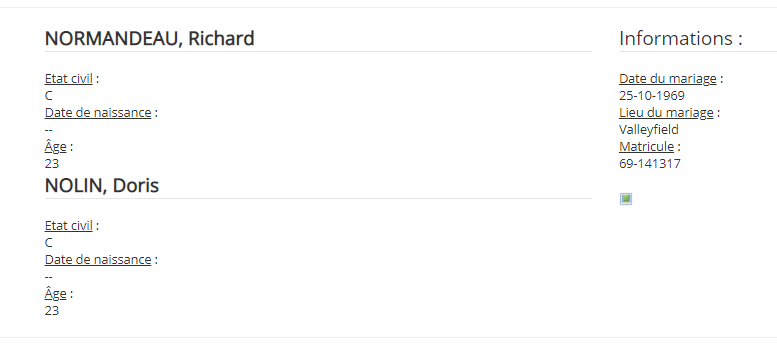 NORMANDEAU, Richard
Etat civil :
C
Date de naissance :
--
Âge :
23
NOLIN, Doris
Etat civil :
C
Date de naissance :
--
Âge :
23
Informations :
Date du mariage :
25-10-1969
Lieu du mariage :
Valleyfield
Matricule :
69-141317